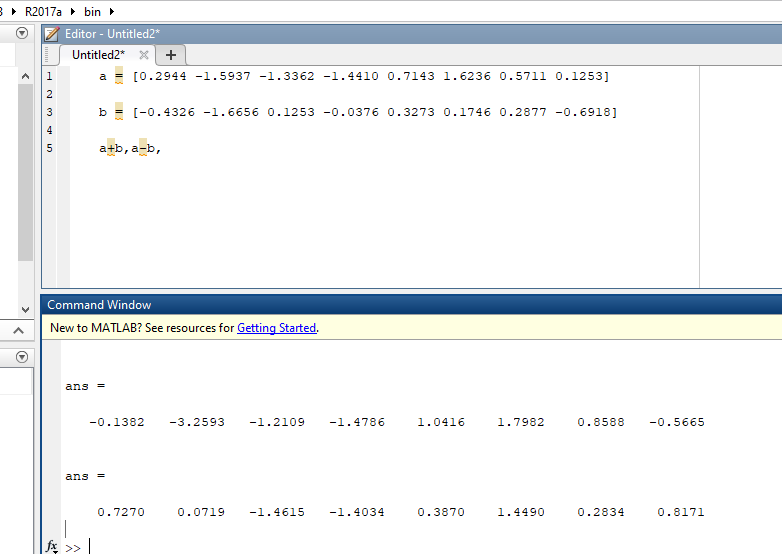 3 ▸ R2017a ▸ bin ▸
Editor - Untitled2*
Untitled2* × +
1 a = [0.2944 -1.5937 -1.3362 -1.4410 0.7143 1.6236 0.5711 0.1253]
2
3 b = [-0.4326 -1.6656 0.1253 -0.0376 0.3273 0.1746 0.2877 -0.6918]
4
5 a+b,a-b,
Command Window
New to MATLAB? See resources for Getting Started.
ans =
-0.1382 -3.2593 -1.2109 -1.4786 1.0416 1.7982 0.8588 -0.5665
ans =
0.7270 0.0719 -1.4615 -1.4034 0.3870 1.4490 0.2834 0.8171
fx >>